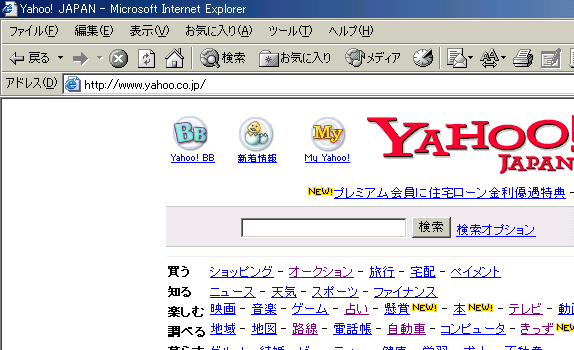 Yahoo! JAPAN - Microsoft Internet Explorer
ファイル(F) 編集(E) 表示(V) お気に入り(A) ツール(T) ヘルプ(H)
戻る 検索 お気に入り メディア
アドレス(D) http://www.yahoo.co.jp/
BB My YAHOO!
JAPAN
Yahoo! BB 新着情報 My Yahoo!
NEW! プレミアム会員に住宅ローン金利優遇特典 -
検索 検索オプション
買う ショッピング - オークション - 旅行 - 宅配 - ペイメント
知る ニュース - 天気 - スポーツ - ファイナンス
楽しむ 映画 - 音楽 - ゲーム - 占い - 懸賞 NEW! - 本 NEW! - テレビ - 動
調べる 地域 - 地図 - 路線 - 電話帳 - 自動車 - コンピュータ - きっず NEW